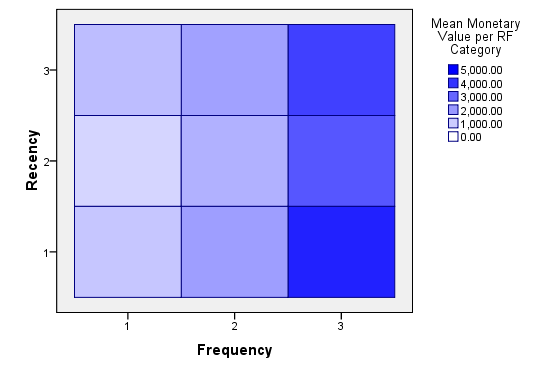 Mean Monetary
Value per RF
Category
5,000.00
4,000.00
3,000.00
2,000.00
1,000.00
0.00
Recency
3
2
1
1 2 3
Frequency